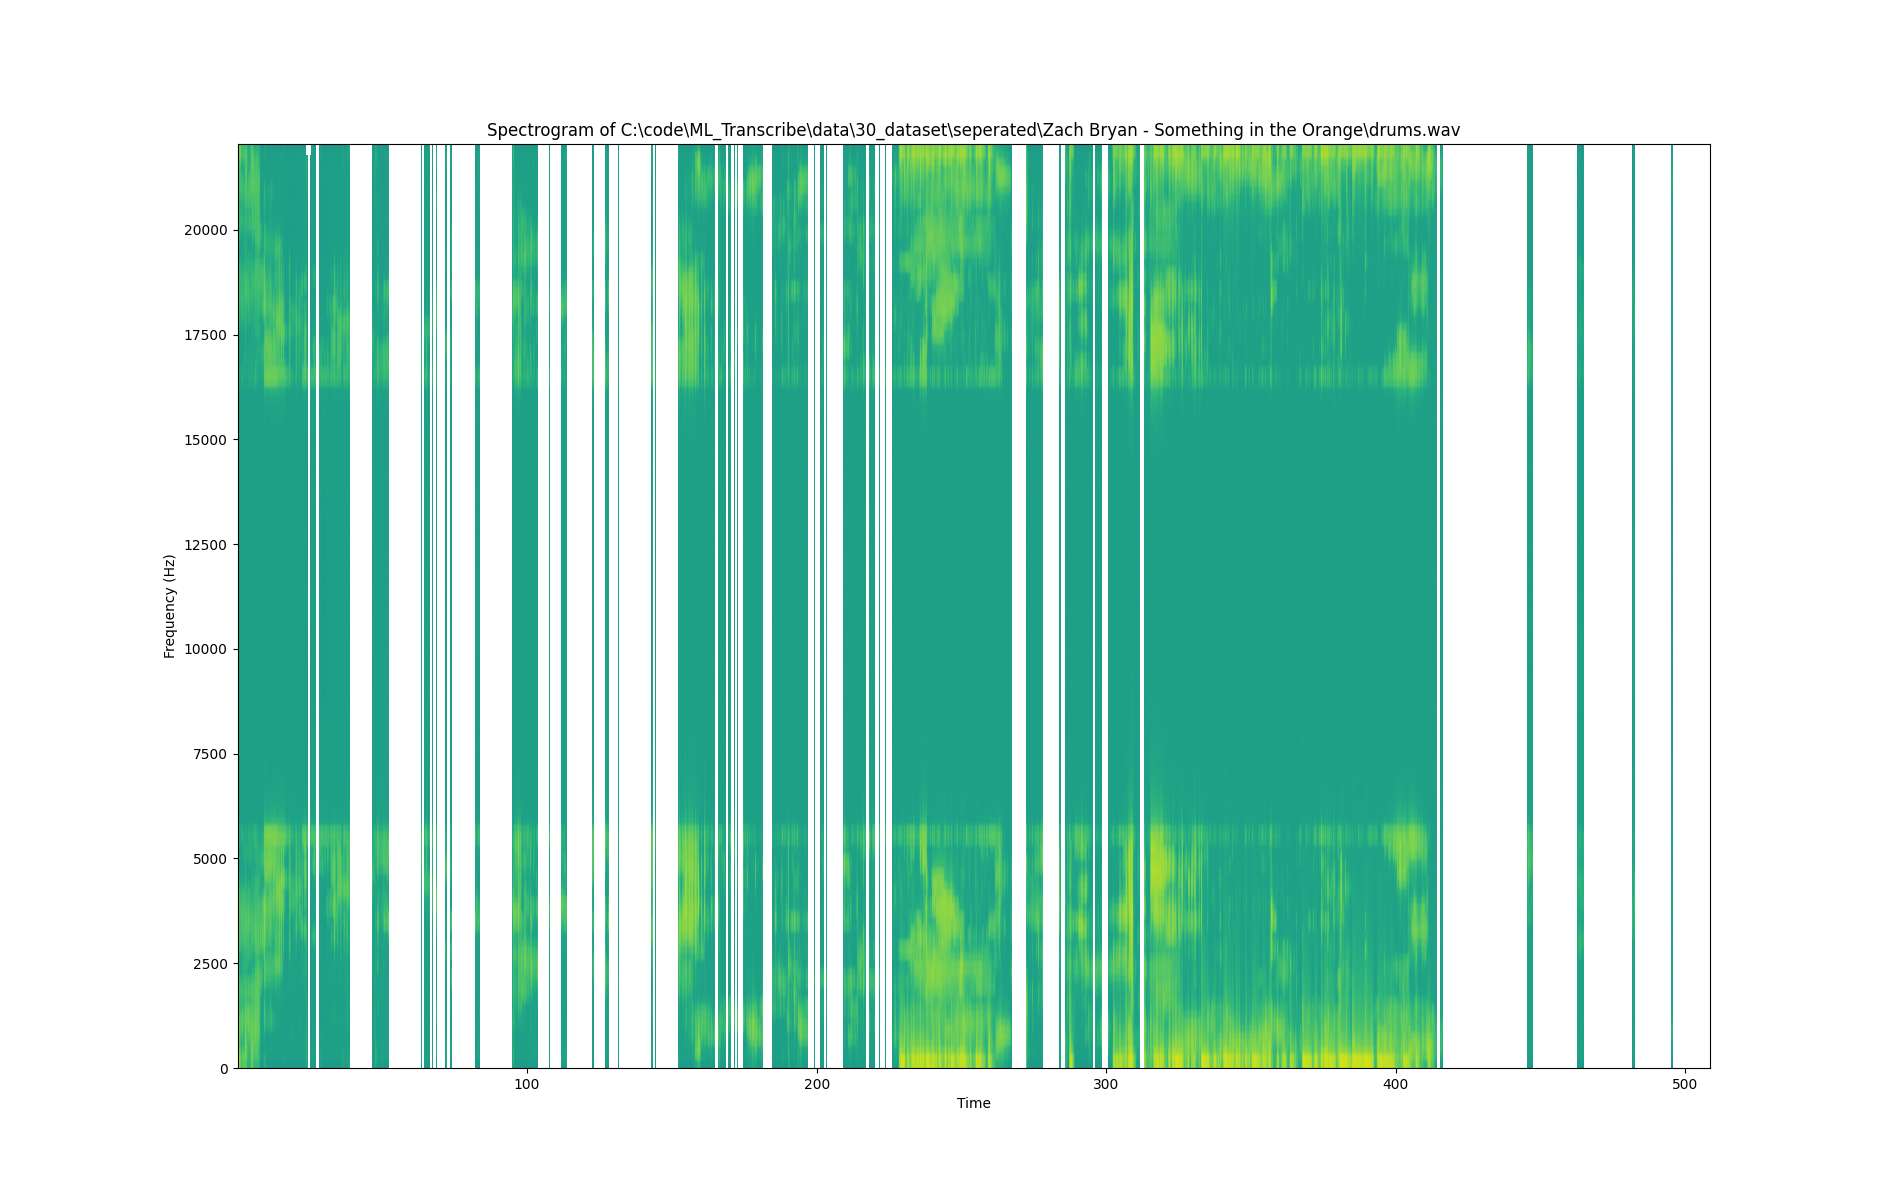 Spectrogram of C:\code\ML_Transcribe\data\30_dataset\seperated\Zach Bryan - Something in the Orange\drums.wav
Frequency (Hz)
20000
17500
15000
12500
10000
7500
5000
2500
0
100 200 300 400 500
Time